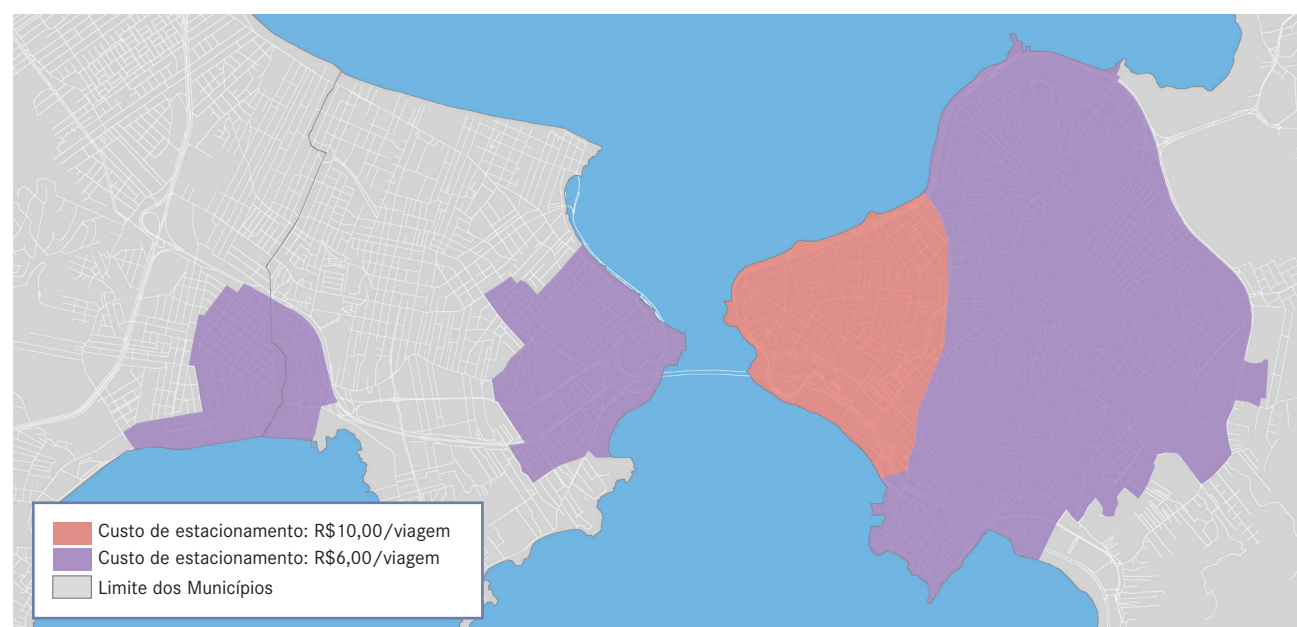 Custo de estacionamento: R$10,00/viagem
Custo de estacionamento: R$6,00/viagem
Limite dos Municípios